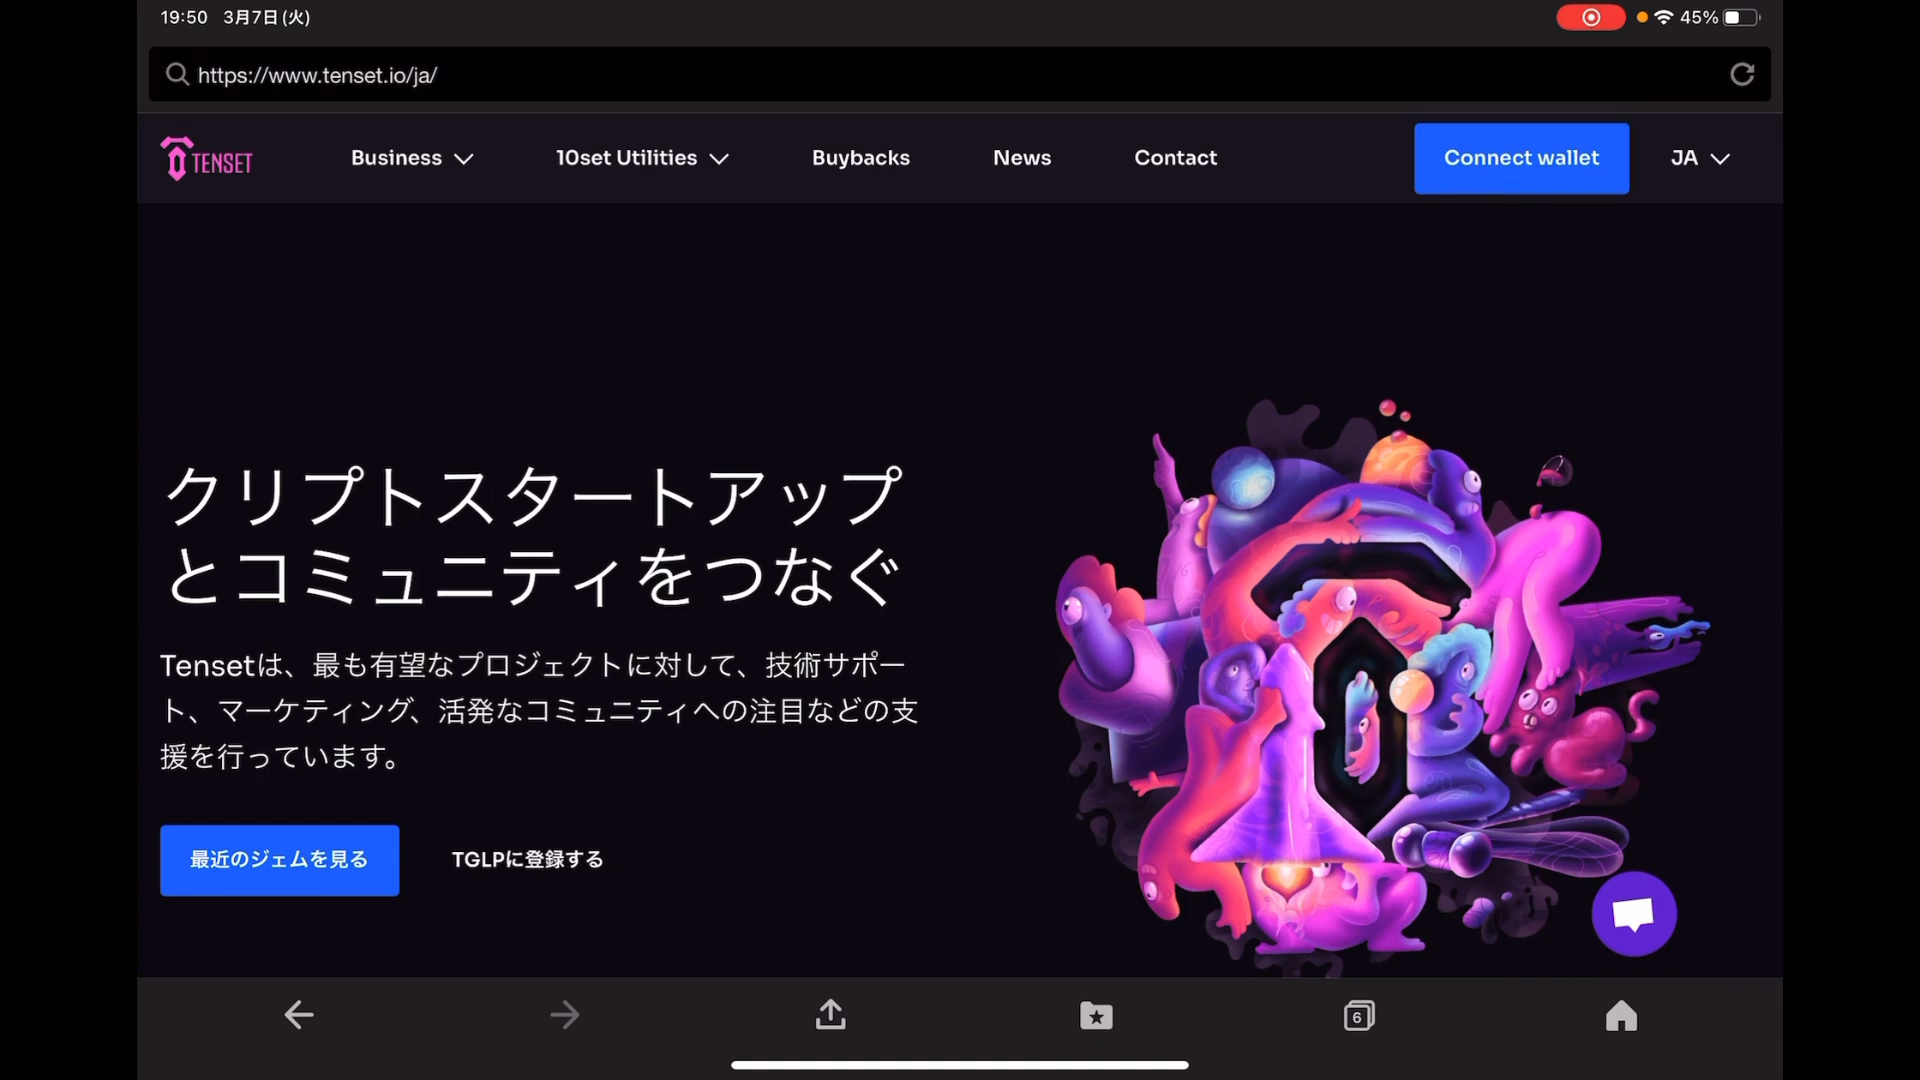 19:50 3月7日(火)
45%
https://www.tenset.io/ja/
TENSET
Business
10set Utilities
Buybacks
News
Contact
Connect wallet
JA
クリプトスタートアップ
とコミュニティをつなぐ
Tensetは、最も有望なプロジェクトに対して、技術サポー
ト、マーケティング、活発なコミュニティへの注目などの支
援を行っています。
最近のジェムを見る
TGLPに登録する
6